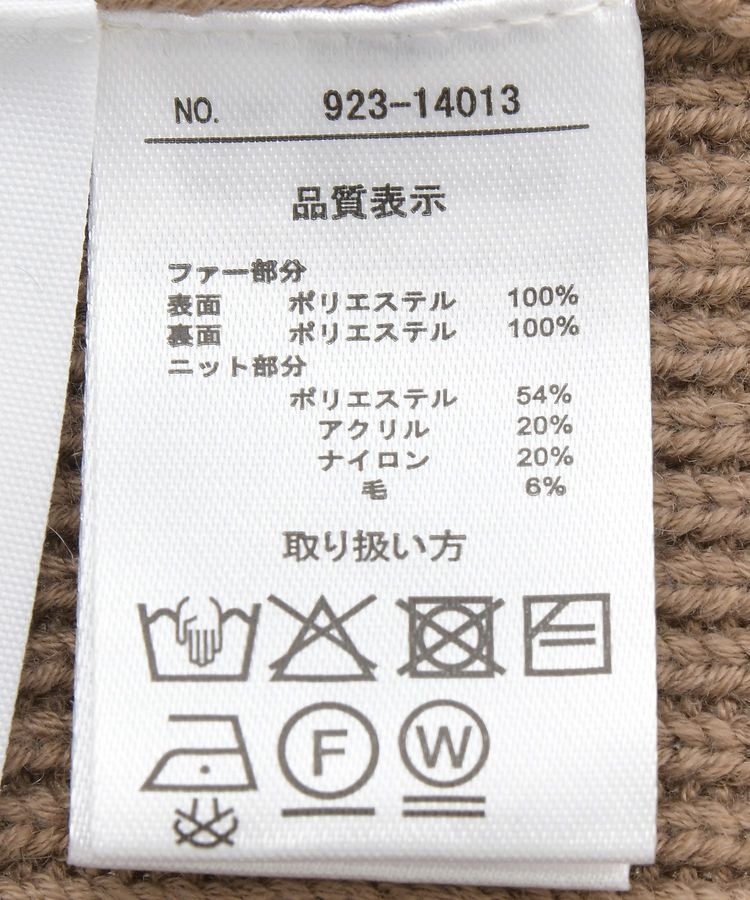 NO. 923-14013
品質表示
ファー部分
表面 ポリエステル 100%
裏面 ポリエステル 100%
ニット部分
ポリエステル 54%
アクリル 20%
ナイロン 20%
毛 6%
取り扱い方
F W